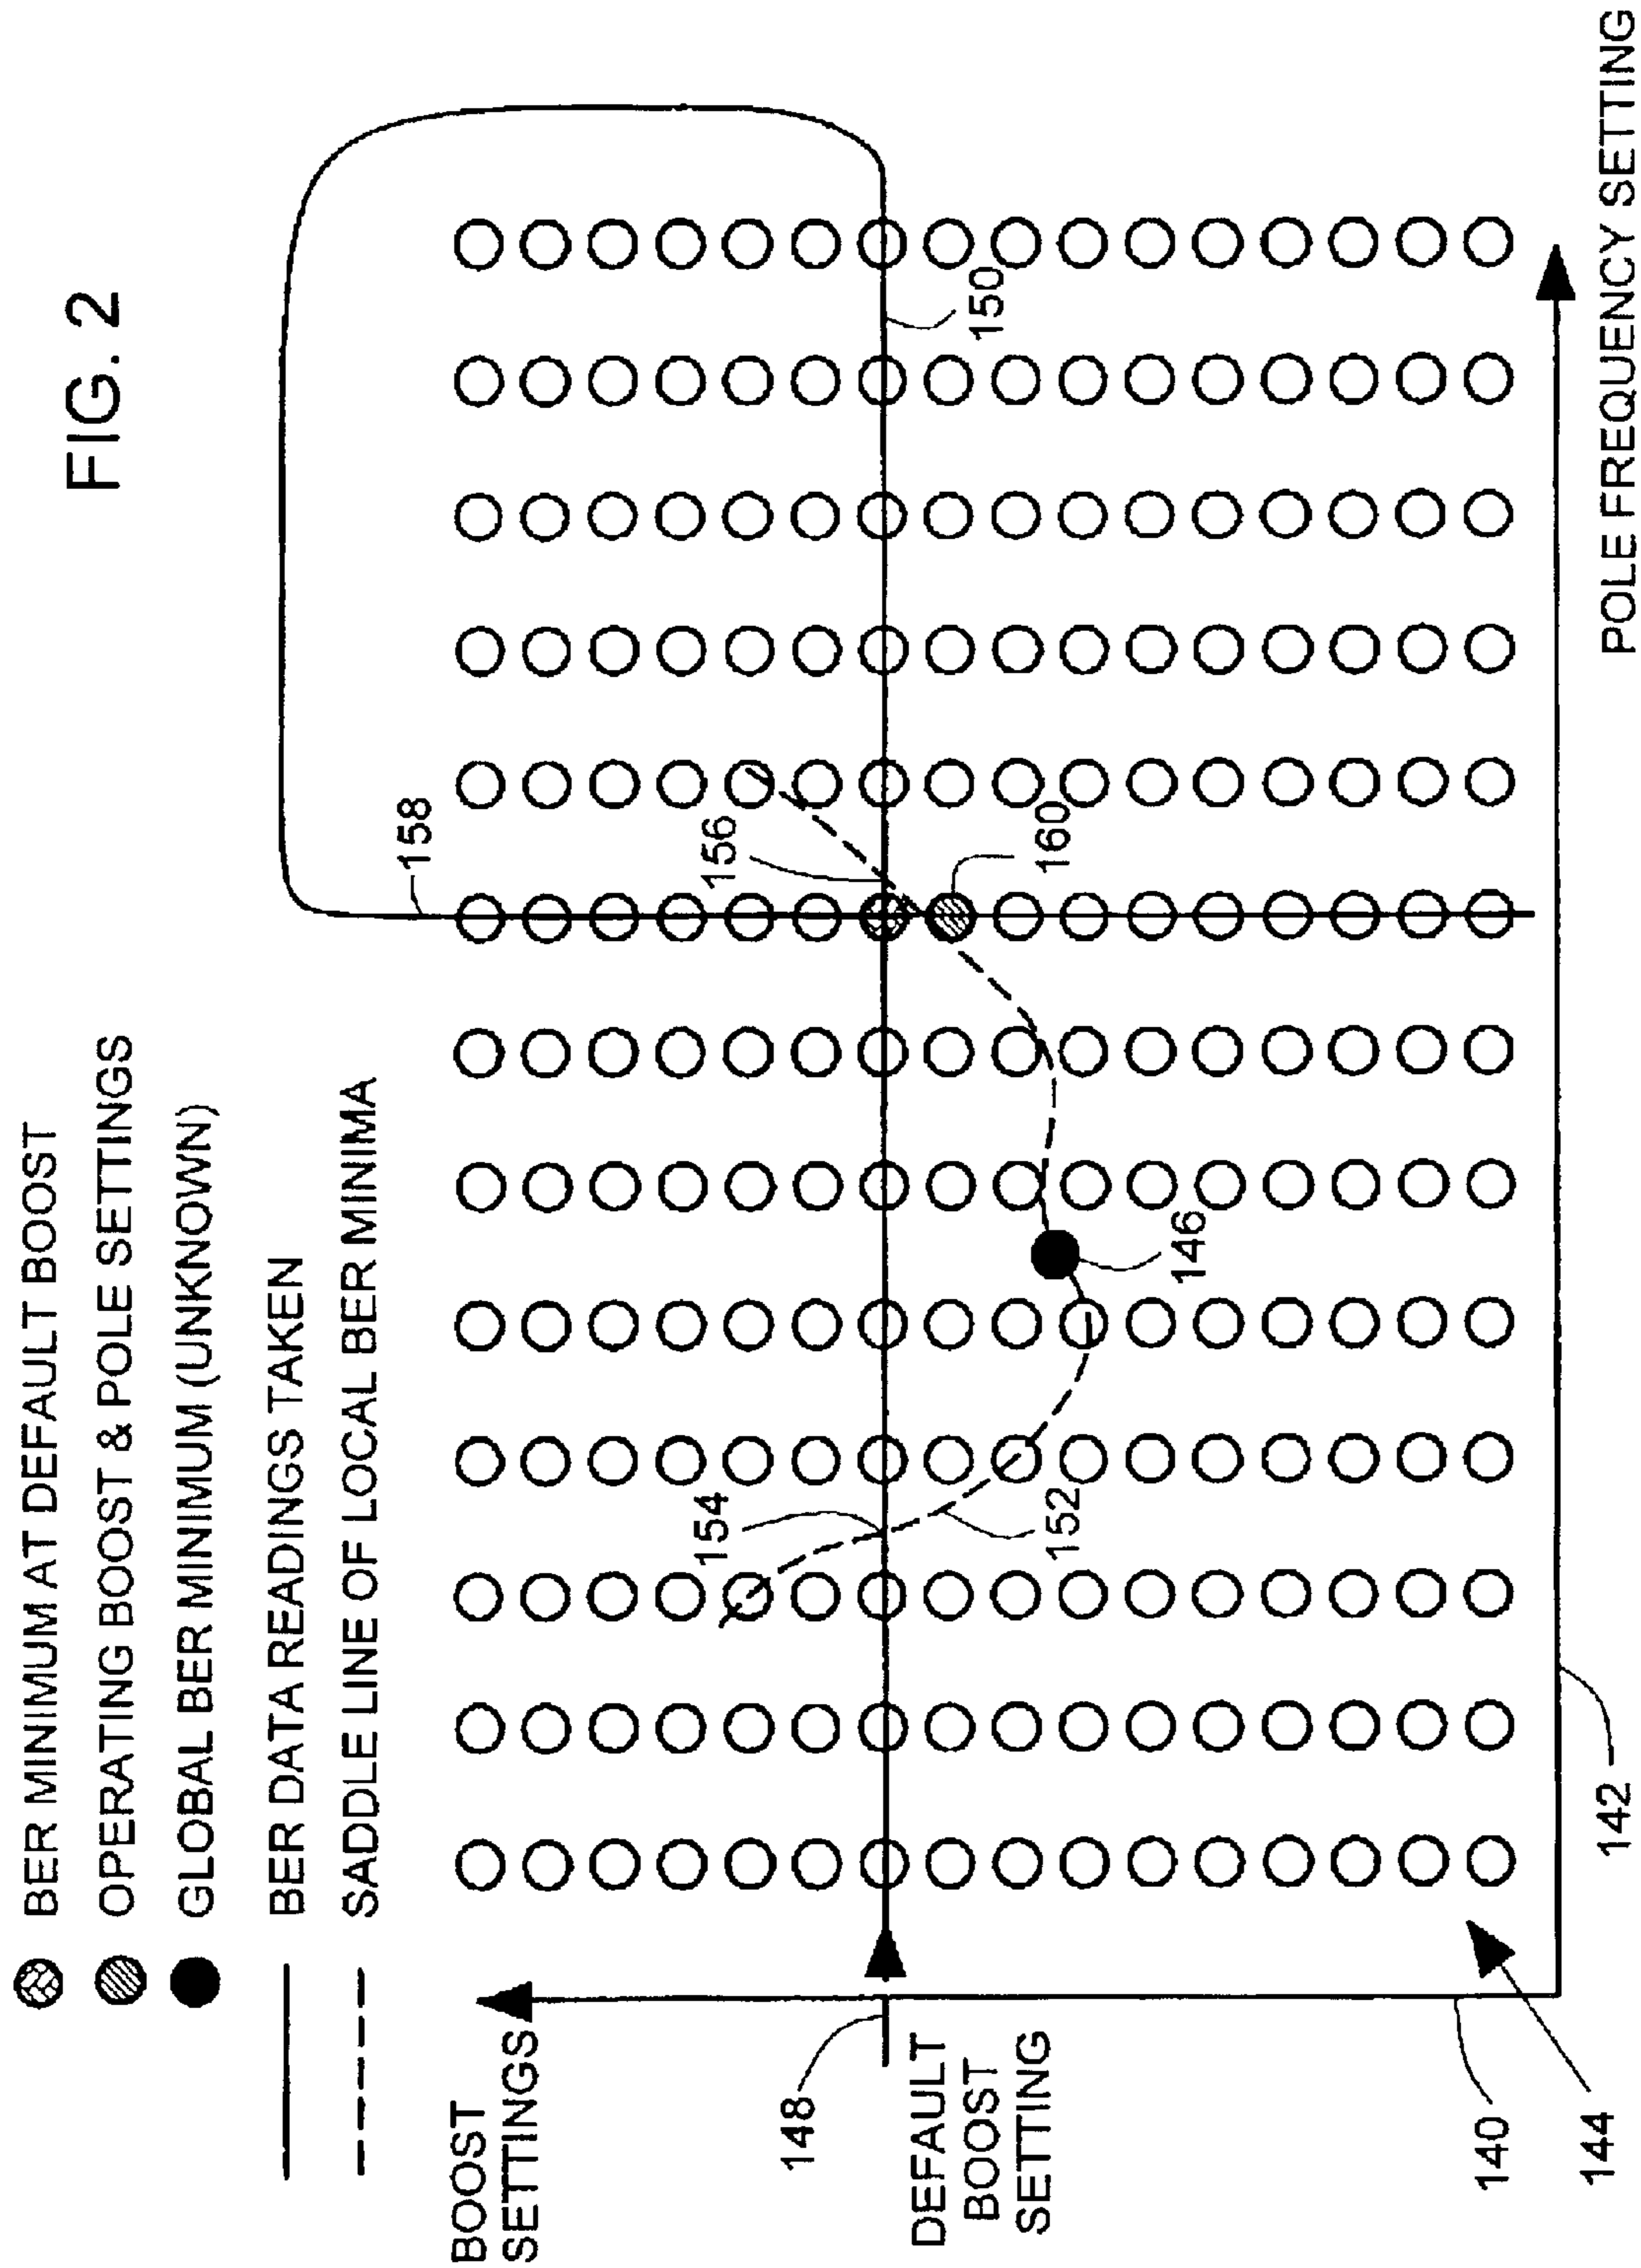 FIG. 2
BER MINIMUM AT DEFAULT BOOST
OPERATING BOOST & POLE SETTINGS
GLOBAL BER MINIMUM (UNKNOWN)
BER DATA READINGS TAKEN
SADDLE LINE OF LOCAL BER MINIMA
BOOST
SETTINGS
158
156
150
160
154
152
146
148
DEFAULT
BOOST
SETTING
140
144
142
POLE FREQUENCY SETTING